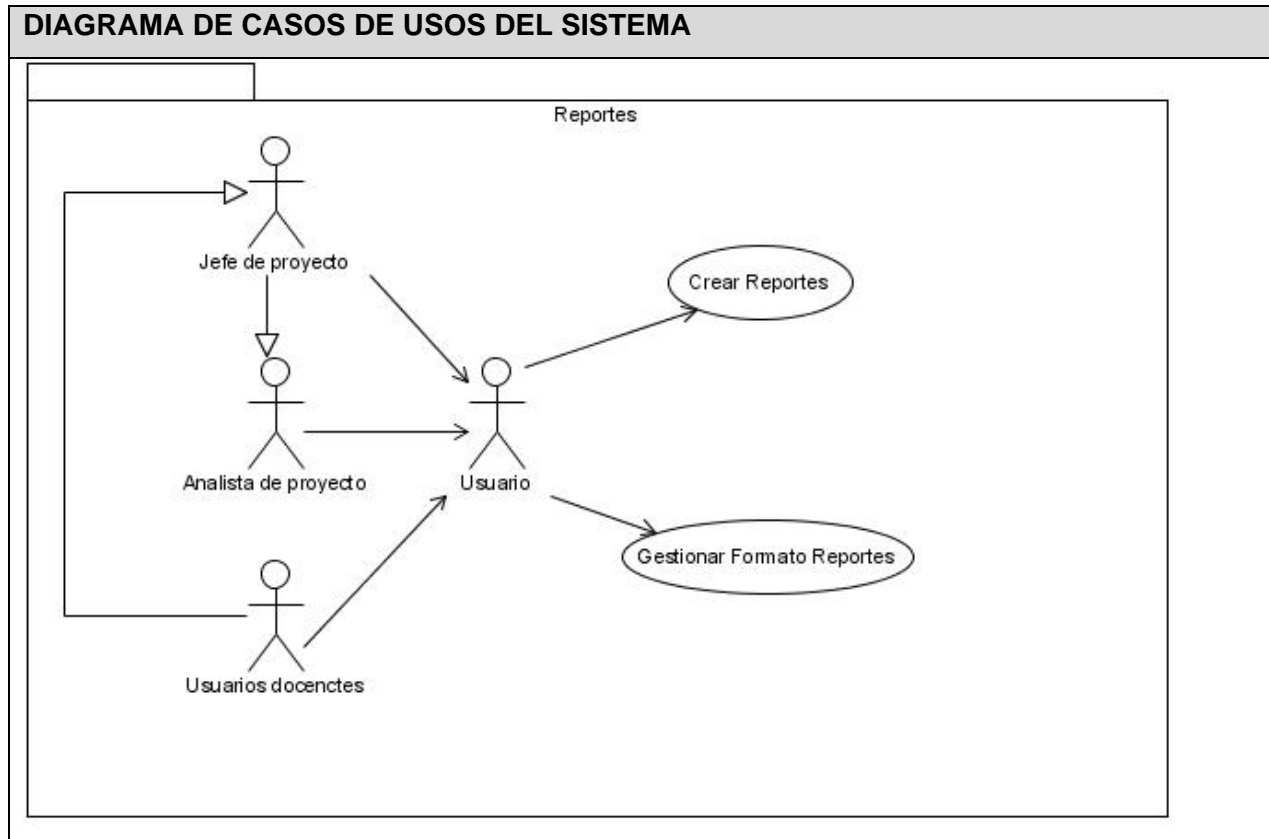 DIAGRAMA DE CASOS DE USOS DEL SISTEMA
Reportes
Jefe de proyecto
Crear Reportes
Analista de proyecto
Usuario
Gestionar Formato Reportes
Usuarios docenctes